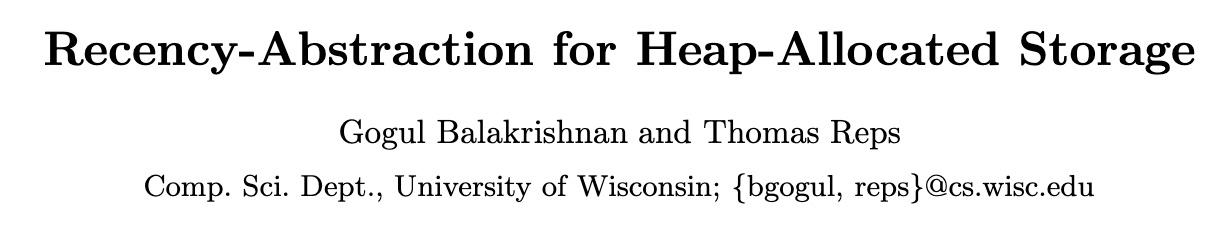 Recency-Abstraction for Heap-Allocated Storage
Gogul Balakrishnan and Thomas Reps
Comp. Sci. Dept., University of Wisconsin; {bgogul, reps}@cs.wisc.edu